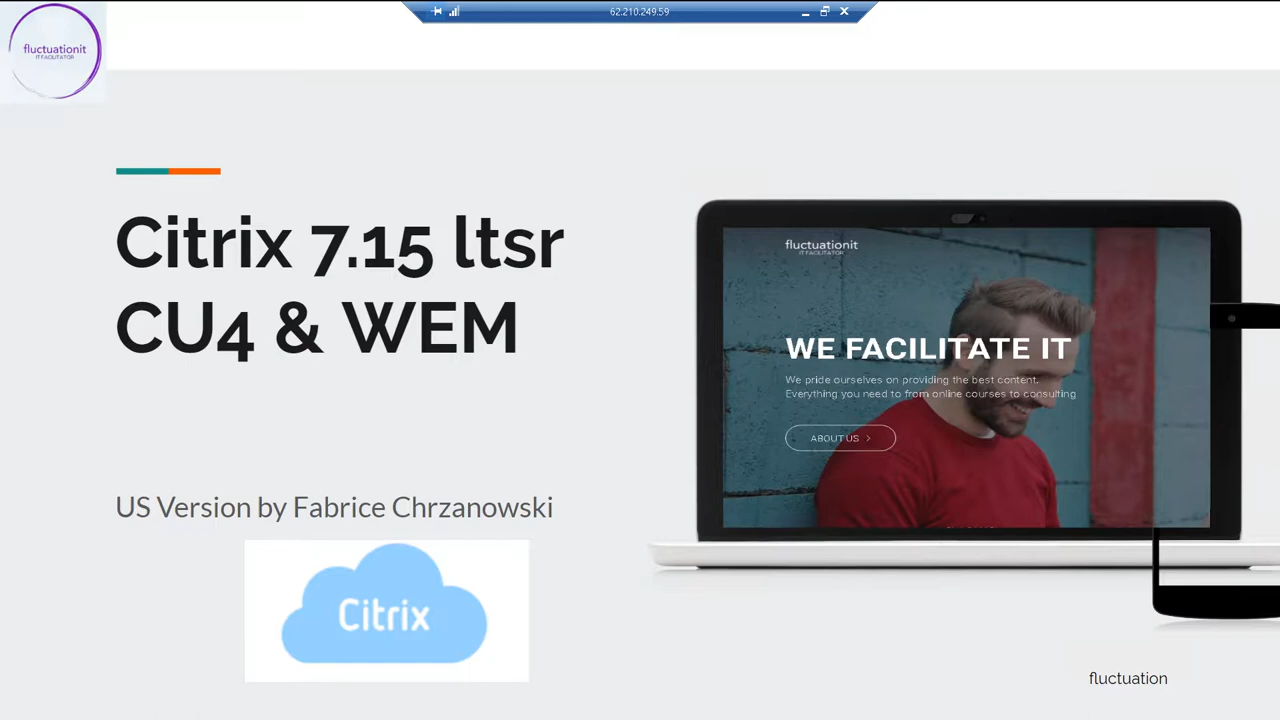 62.210.249.59
fluctuationit
IT FACILITATOR
Citrix 7.15 ltsr
CU4 & WEM
US Version by Fabrice Chrzanowski
Citrix
fluctuationit
IT FACILITATOR
WE FACILITATE IT
We pride ourselves on providing the best content.
Everything you need to from online courses to consulting
ABOUT US >
fluctuation